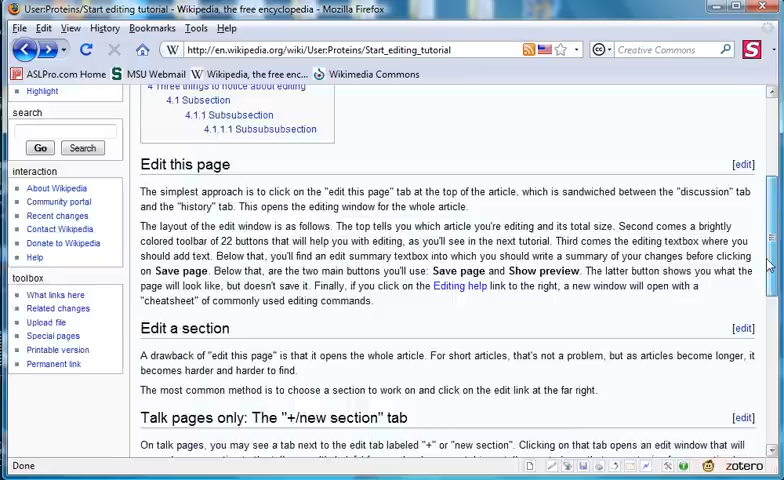 User:Proteins/Start editing tutorial - Wikipedia, the free encyclopedia - Mozilla Firefox
File Edit View History Bookmarks Tools Help
W http://en.wikipedia.org/wiki/User:Proteins/Start_editing_tutorial
cc Creative Commons
S
ASLPro.com Home MSU Webmail Wikipedia, the free enc... Wikimedia Commons
Highlight
search
Go Search
interaction
About Wikipedia
Community portal
Recent changes
Contact Wikipedia
Donate to Wikipedia
Help
toolbox
What links here
Related changes
Upload file
Special pages
Printable version
Permanent link
4 Three things to notice about editing
4.1 Subsection
4.1.1 Subsubsection
4.1.1.1 Subsubsubsection
Edit this page [edit]
The simplest approach is to click on the "edit this page" tab at the top of the article, which is sandwiched between the "discussion" tab
and the "history" tab. This opens the editing window for the whole article.
The layout of the edit window is as follows. The top tells you which article you're editing and its total size. Second comes a brightly
colored toolbar of 22 buttons that will help you with editing, as you'll see in the next tutorial. Third comes the editing textbox where you
should add text. Below that, you'll find an edit summary textbox into which you should write a summary of your changes before clicking
on Save page. Below that, are the two main buttons you'll use: Save page and Show preview. The latter button shows you what the
page will look like, but doesn't save it. Finally, if you click on the Editing help link to the right, a new window will open with a
"cheatsheet" of commonly used editing commands.
Edit a section [edit]
A drawback of "edit this page" is that it opens the whole article. For short articles, that's not a problem, but as articles become longer, it
becomes harder and harder to find.
The most common method is to choose a section to work on and click on the edit link at the far right.
Talk pages only: The "+/new section" tab [edit]
On talk pages, you may see a tab next to the edit tab labeled "+" or "new section". Clicking on that tab opens an edit window that will
Done
zotero